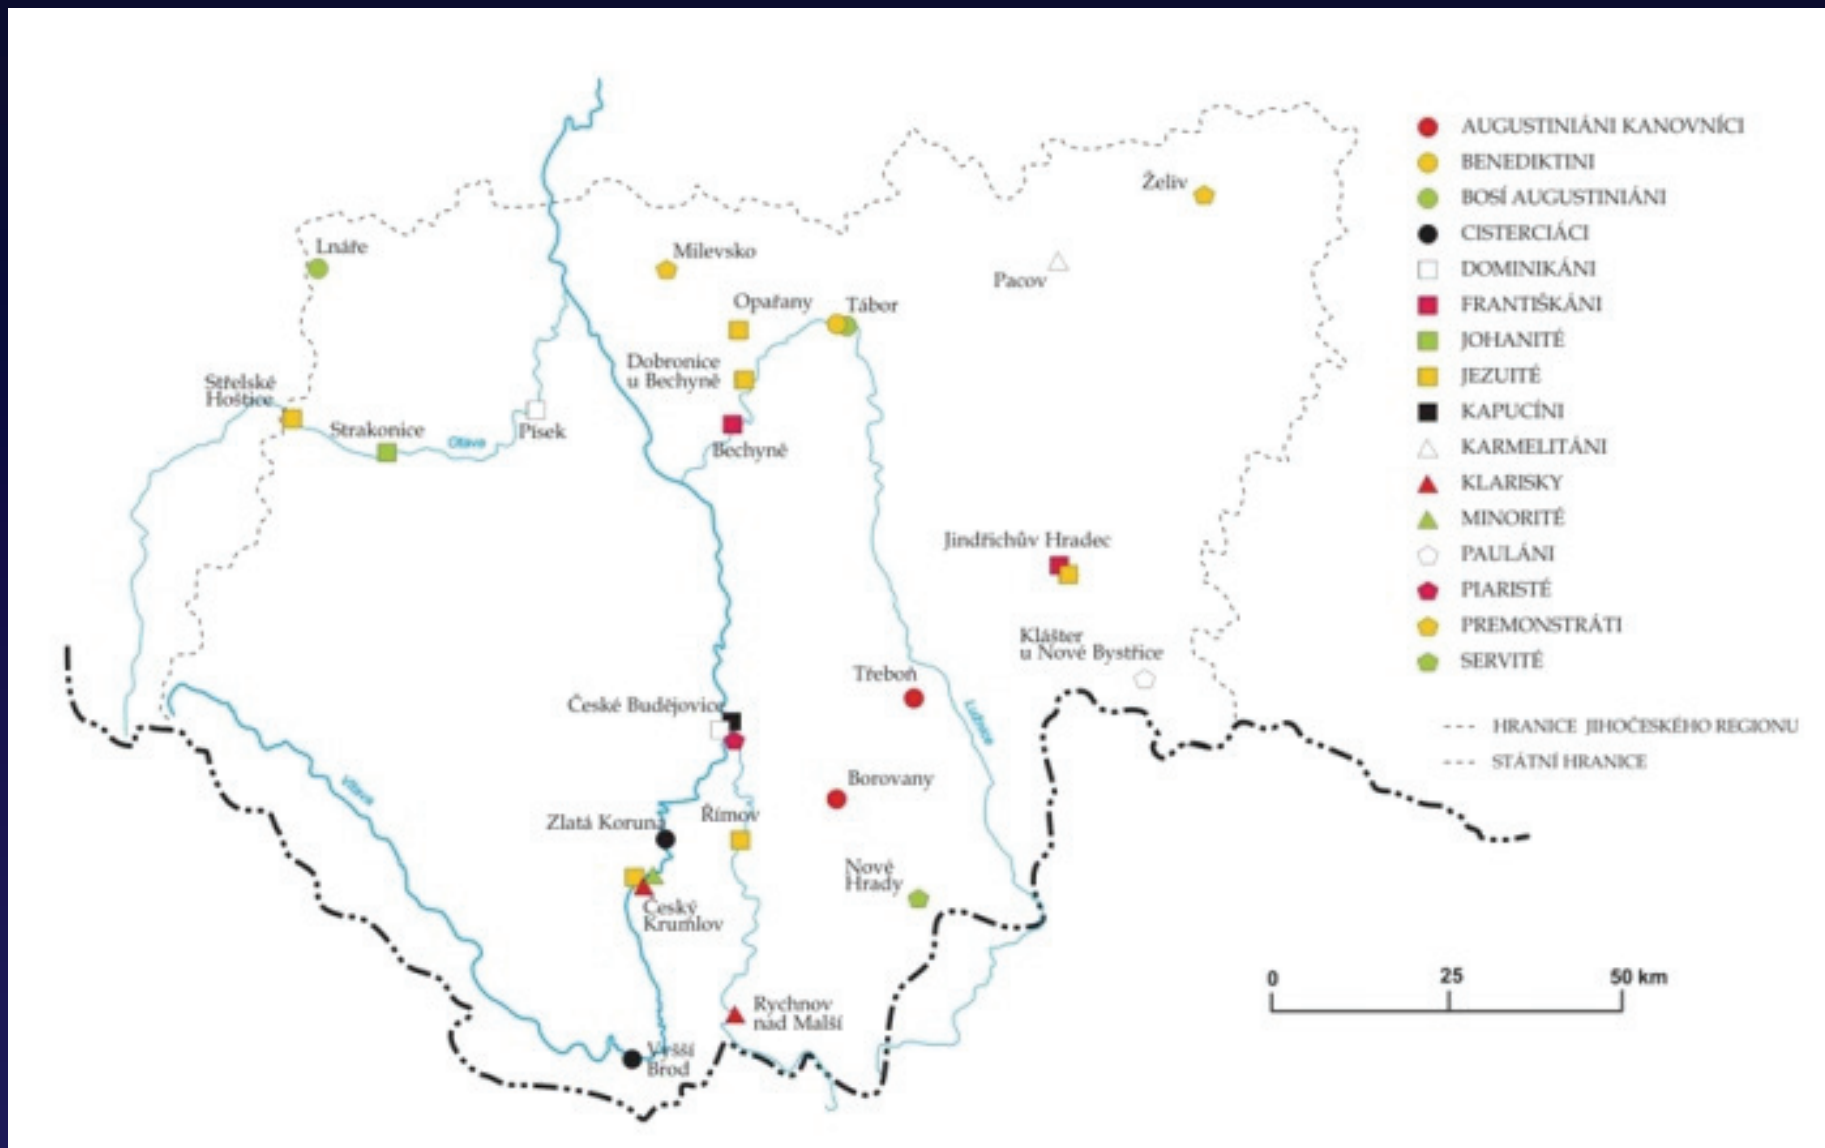 Želiv
Lnáře
Milevsko
Pacov
Opařany
Tábor
Dobronice
u Bechyně
Střelské
Hoštice
Strakonice
Otava
Písek
Bechyně
Jindřichův Hradec
Klášter
u Nové Bystřice
Třeboň
České Budějovice
Lužnice
Vltava
Borovany
Zlatá Koruna
Římov
Nové
Hrady
Český
Krumlov
Rychnov
nad Malší
Vyšší
Brod
AUGUSTINIÁNI KANOVNÍCI
BENEDIKTINI
BOSÍ AUGUSTINIÁNI
CISTERCIÁCI
DOMINIKÁNI
FRANTIŠKÁNI
JOHANITÉ
JEZUITÉ
KAPUCÍNI
KARMELITÁNI
KLARISKY
MINORITÉ
PAULÁNI
PIARISTÉ
PREMONSTRÁTI
SERVITÉ
HRANICE JIHOČESKÉHO REGIONU
STÁTNÍ HRANICE
0 25 50 km